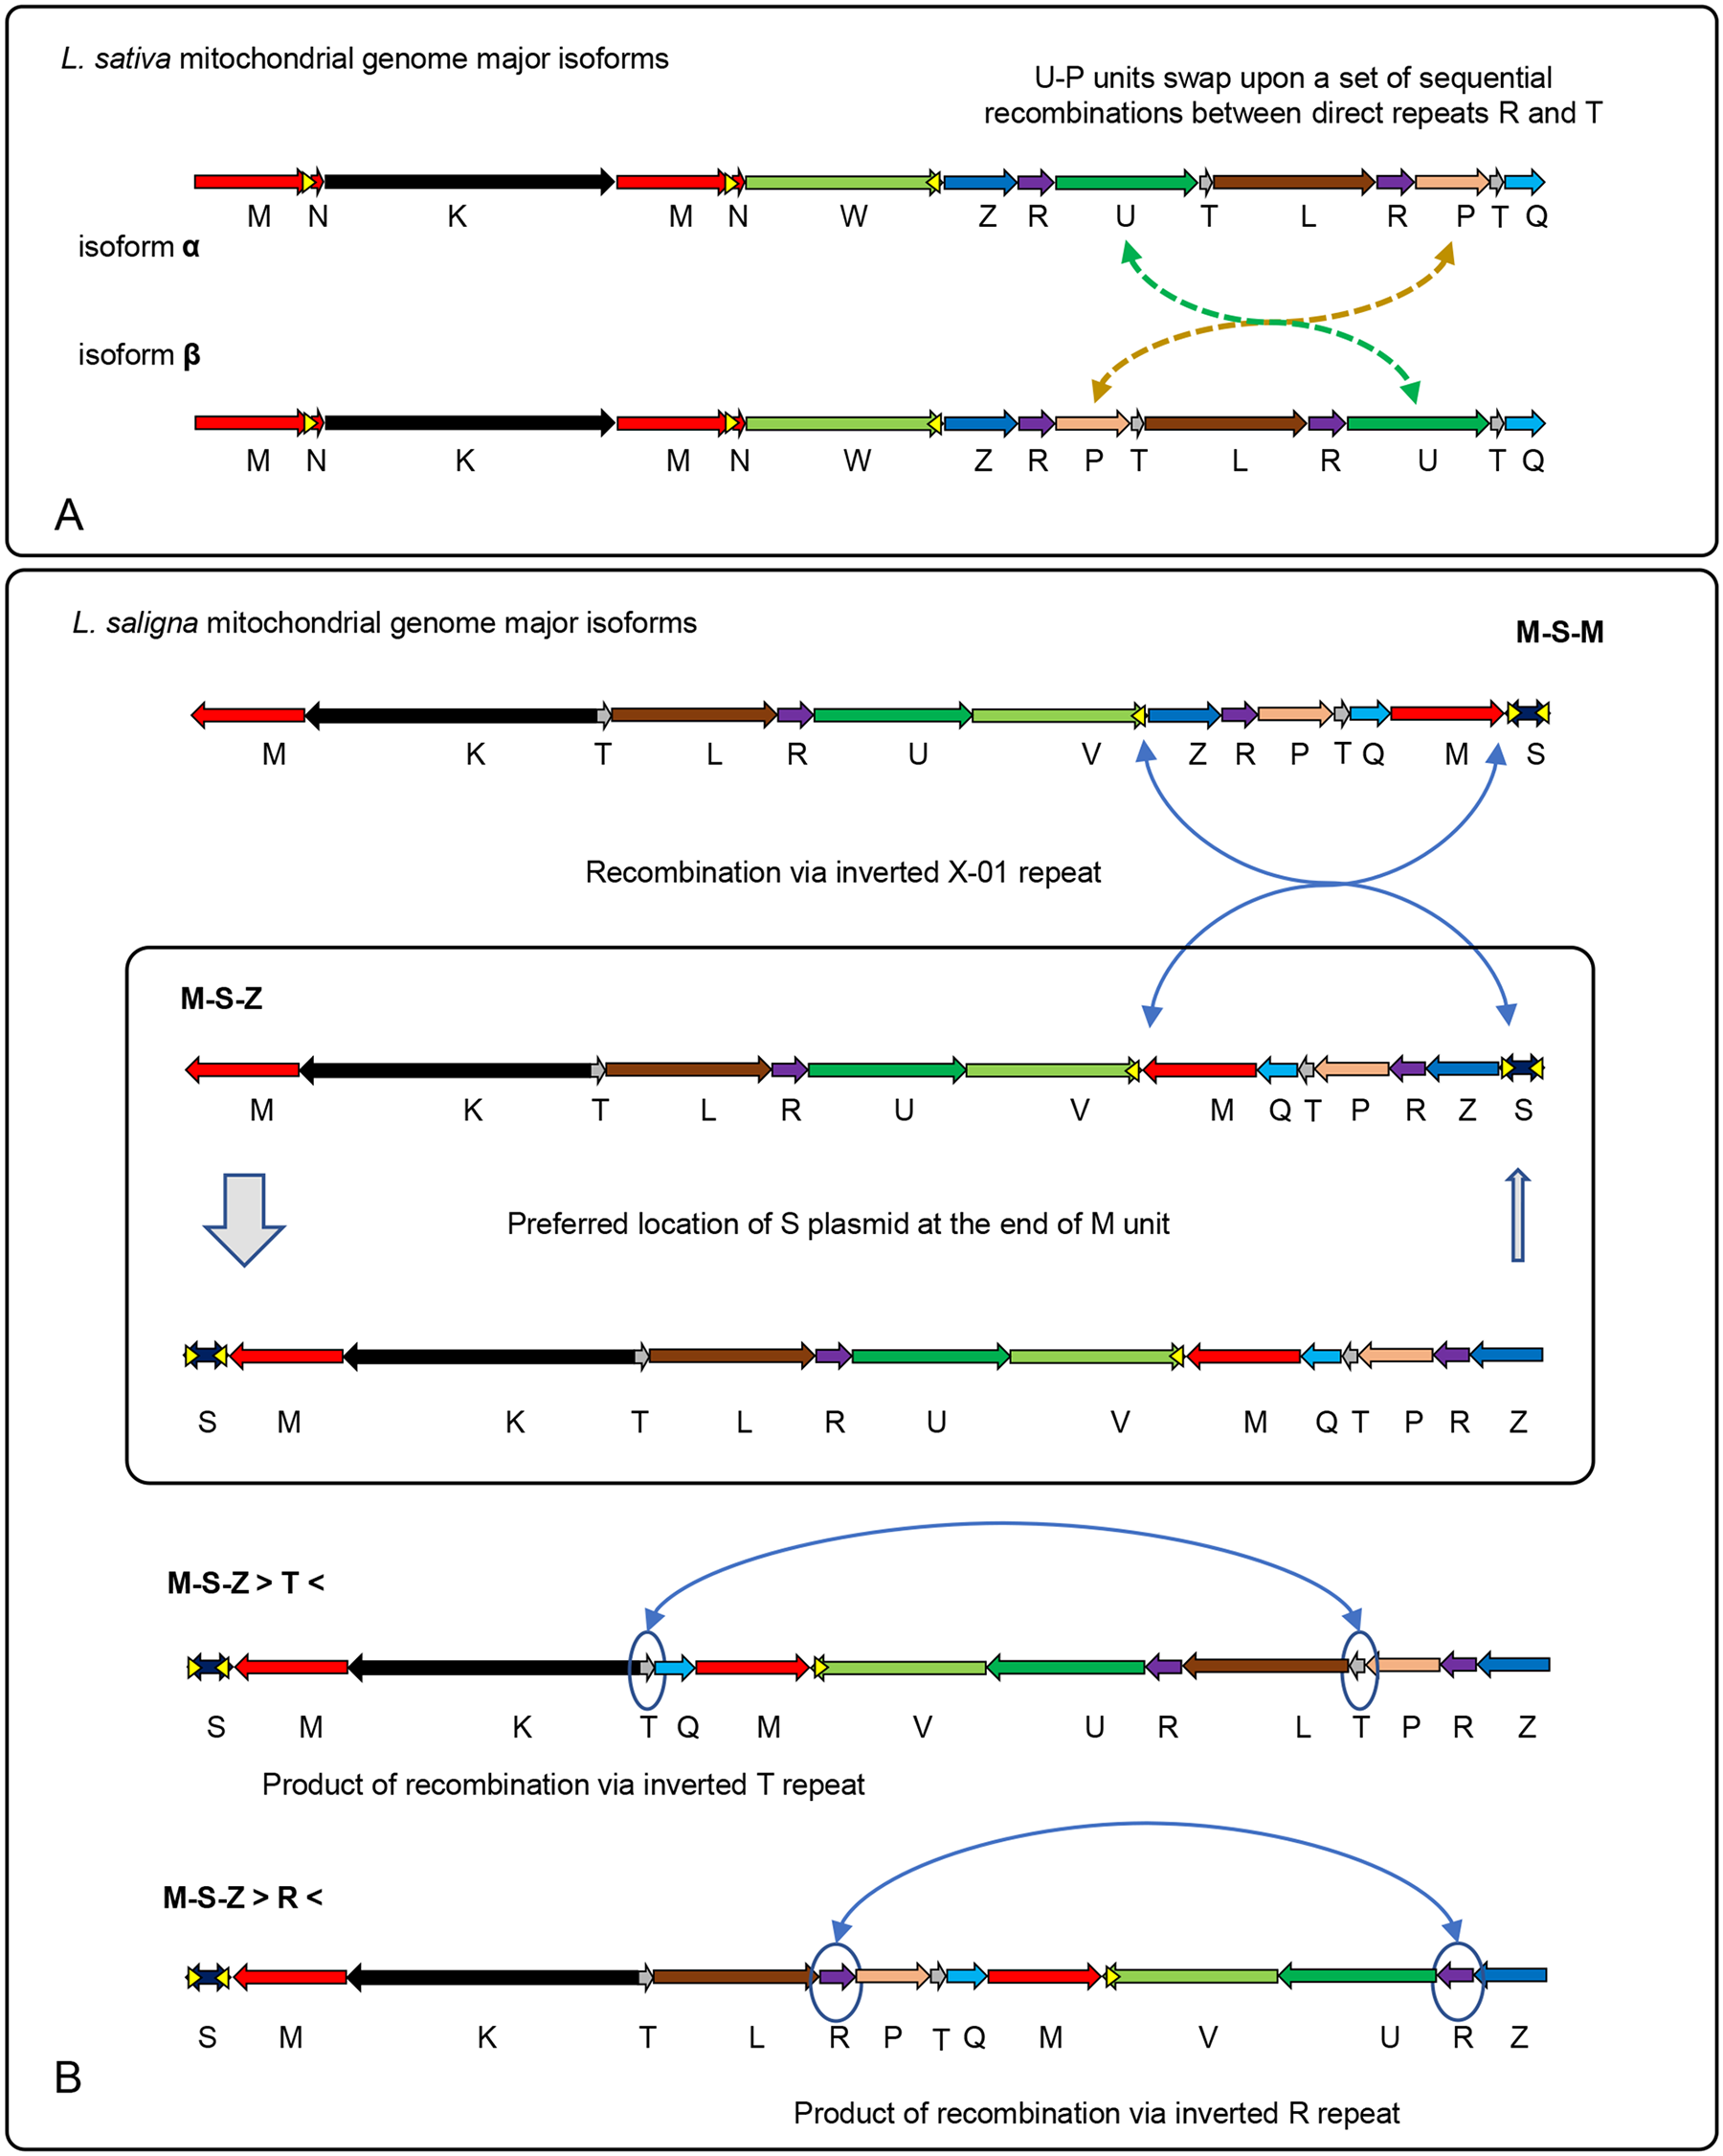 L. sativa mitochondrial genome major isoforms
U-P units swap upon a set of sequential
recombinations between direct repeats R and T
M N K M N W Z R U T L R P T Q
isoform α
isoform β
M N K M N W Z R P T L R U T Q
A
L. saligna mitochondrial genome major isoforms
M-S-M
M K T L R U V Z R P T Q M S
Recombination via inverted X-01 repeat
M-S-Z
M K T L R U V M Q T P R Z S
Preferred location of S plasmid at the end of M unit
S M K T L R U V M Q T P R Z
M-S-Z > T <
S M K T Q M V U R L T P R Z
Product of recombination via inverted T repeat
M-S-Z > R <
S M K T L R P T Q M V U R Z
B
Product of recombination via inverted R repeat